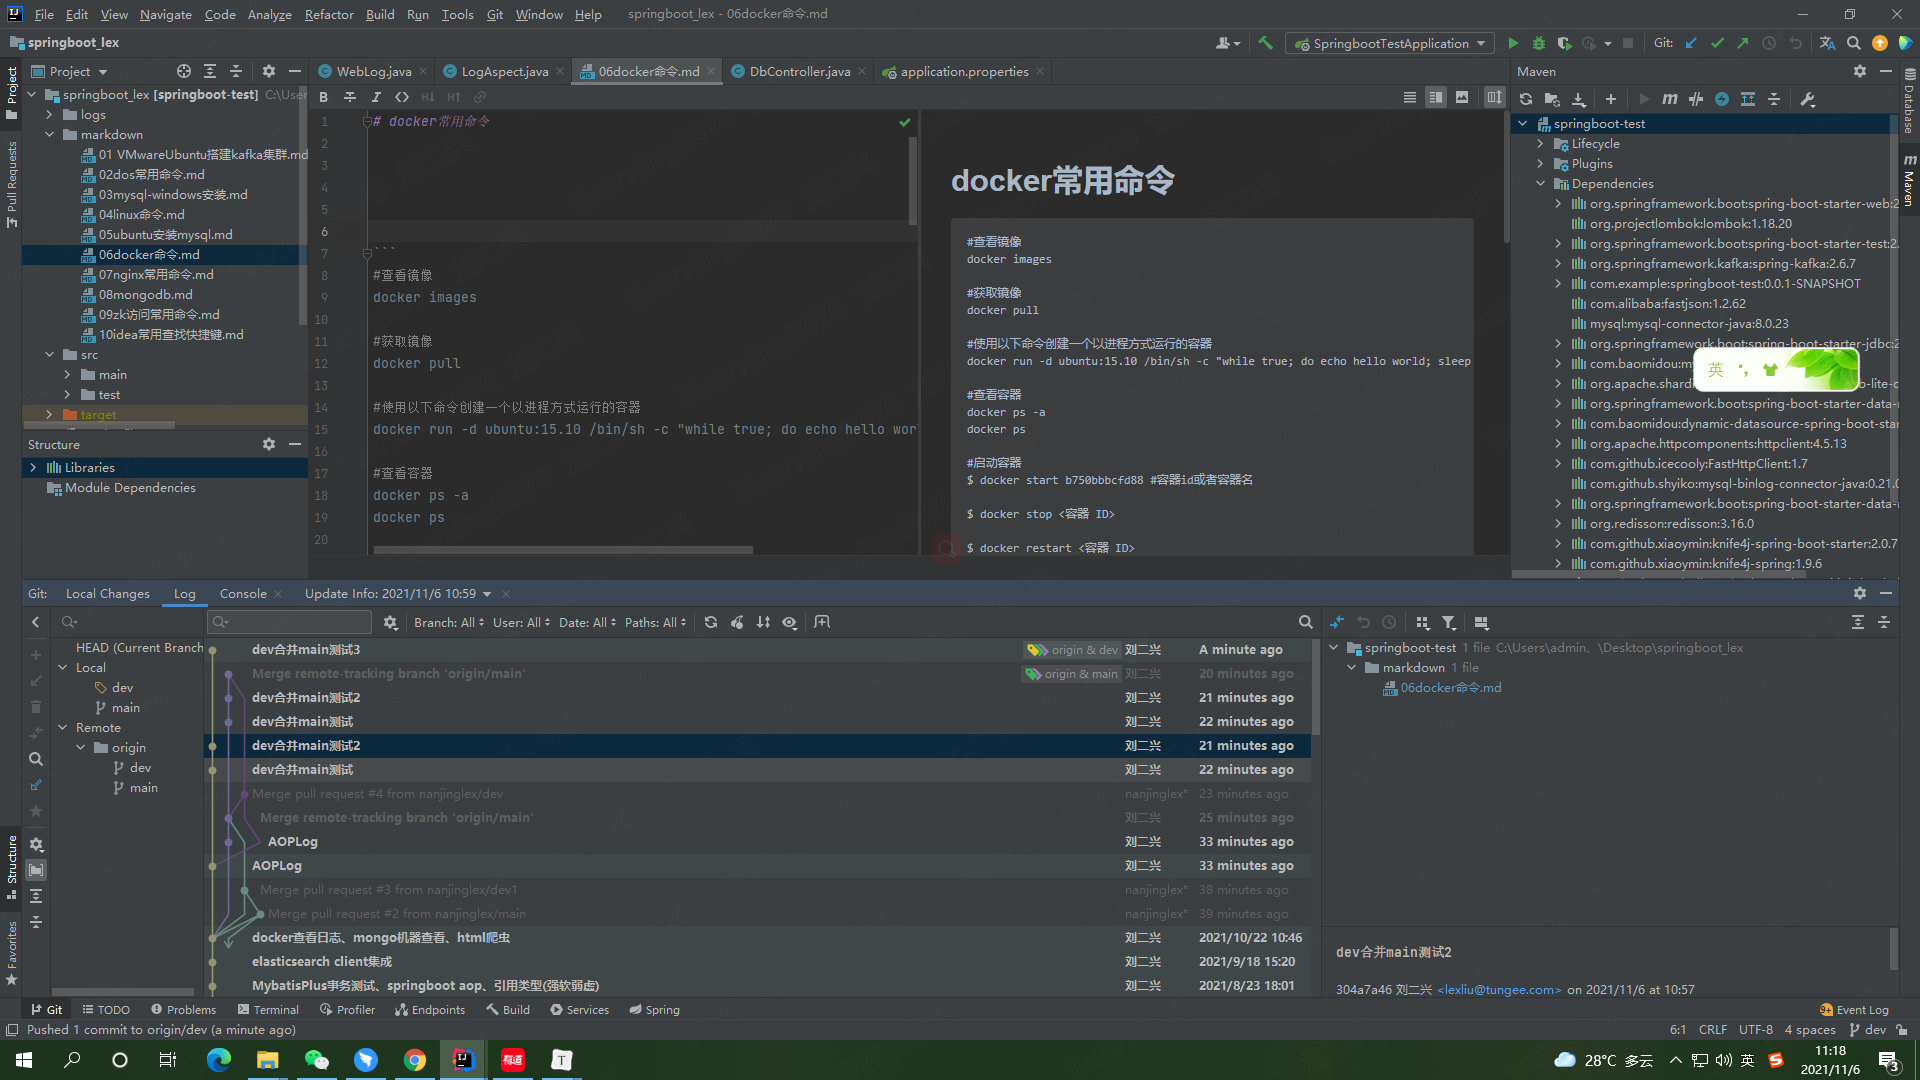 File Edit View Navigate Code Analyze Refactor Build Run Tools Git Window Help springboot_lex - 06docker命令.md
springboot_lex
SpringbootTestApplication
Git:
Project
WebLog.java
LogAspect.java
06docker命令.md
DbController.java
application.properties
Maven
Project
Pull Requests
Structure
Favorites
Database
Maven
springboot_lex [springboot-test] C:\User
logs
markdown
01 VMwareUbuntu搭建kafka集群.md
02dos常用命令.md
03mysql-windows安装.md
04linux命令.md
05ubuntu安装mysql.md
06docker命令.md
07nginx常用命令.md
08mongodb.md
09zk访问常用命令.md
10idea常用查找快捷键.md
src
main
test
target
Structure
Libraries
Module Dependencies
1 # docker常用命令
2
3
4
5
6
7 ```
8 #查看镜像
9 docker images
10
11 #获取镜像
12 docker pull
13
14 #使用以下命令创建一个以进程方式运行的容器
15 docker run -d ubuntu:15.10 /bin/sh -c "while true; do echo hello wor
16
17 #查看容器
18 docker ps -a
19 docker ps
20
docker常用命令
#查看镜像
docker images
#获取镜像
docker pull
#使用以下命令创建一个以进程方式运行的容器
docker run -d ubuntu:15.10 /bin/sh -c "while true; do echo hello world; sleep
#查看容器
docker ps -a
docker ps
#启动容器
$ docker start b750bbbcfd88 #容器id或者容器名
$ docker stop <容器 ID>
$ docker restart <容器 ID>
springboot-test
Lifecycle
Plugins
Dependencies
org.springframework.boot:spring-boot-starter-web:2
org.projectlombok:lombok:1.18.20
org.springframework.boot:spring-boot-starter-test:2.
org.springframework.kafka:spring-kafka:2.6.7
com.example:springboot-test:0.0.1-SNAPSHOT
com.alibaba:fastjson:1.2.62
mysql:mysql-connector-java:8.0.23
org.springframework.boot:spring-boot-starter-jdbc:2
com.baomidou:m
org.apache.shard
o-lite-c
org.springframework.boot:spring-boot-starter-data-
com.baomidou:dynamic-datasource-spring-boot-star
org.apache.httpcomponents:httpclient:4.5.13
com.github.icecooly:FastHttpClient:1.7
com.github.shyiko:mysql-binlog-connector-java:0.21.0
org.springframework.boot:spring-boot-starter-data-r
org.redisson:redisson:3.16.0
com.github.xiaoymin:knife4j-spring-boot-starter:2.0.7
com.github.xiaoymin:knife4j-spring:1.9.6
英
Git: Local Changes Log Console Update Info: 2021/11/6 10:59
Branch: All User: All Date: All Paths: All
HEAD (Current Branch
Local
dev
main
Remote
origin
dev
main
dev合并main测试3 origin & dev 刘二兴 A minute ago
Merge remote-tracking branch 'origin/main' origin & main 刘二兴 20 minutes ago
dev合并main测试2 刘二兴 21 minutes ago
dev合并main测试 刘二兴 22 minutes ago
dev合并main测试2 刘二兴 21 minutes ago
dev合并main测试 刘二兴 22 minutes ago
Merge pull request #4 from nanjinglex/dev nanjinglex* 23 minutes ago
Merge remote-tracking branch 'origin/main' 刘二兴 25 minutes ago
AOPLog 刘二兴 33 minutes ago
AOPLog 刘二兴 33 minutes ago
Merge pull request #3 from nanjinglex/dev1 nanjinglex* 38 minutes ago
Merge pull request #2 from nanjinglex/main nanjinglex* 39 minutes ago
docker查看日志、mongo机器查看、html爬虫 刘二兴 2021/10/22 10:46
elasticsearch client集成 刘二兴 2021/9/18 15:20
MybatisPlus事务测试、springboot aop、引用类型(强软弱虚) 刘二兴 2021/8/23 18:01
springboot-test 1 file C:\Users\admin、\Desktop\springboot_lex
markdown 1 file
06docker命令.md
dev合并main测试2
304a7a46 刘二兴 <lexliu@tungee.com> on 2021/11/6 at 10:57
Git TODO Problems Terminal Profiler Endpoints Build Services Spring 9+ Event Log
Pushed 1 commit to origin/dev (a minute ago) 6:1 CRLF UTF-8 4 spaces dev
有道 T
28°C 多云 英 11:18
2021/11/6 3